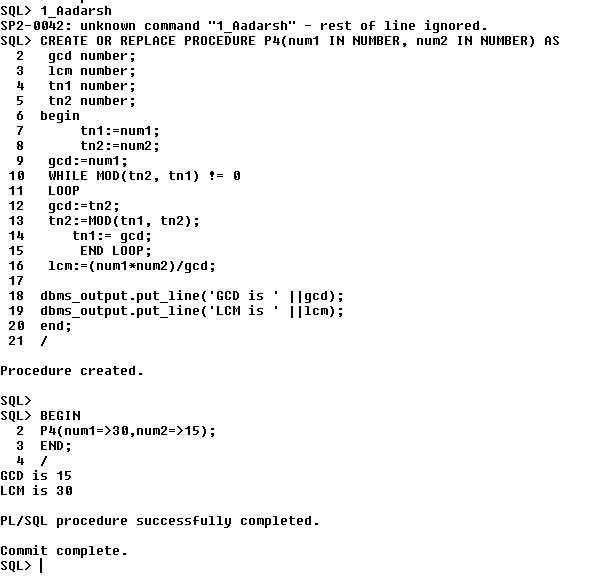 SQL> 1_Aadarsh
SP2-0042: unknown command "1_Aadarsh" - rest of line ignored.
SQL> CREATE OR REPLACE PROCEDURE P4(num1 IN NUMBER, num2 IN NUMBER) AS
  2   gcd number;
  3   lcm number;
  4   tn1 number;
  5   tn2 number;
  6  begin
  7       tn1:=num1;
  8       tn2:=num2;
  9   gcd:=num1;
 10   WHILE MOD(tn2, tn1) != 0
 11   LOOP
 12   gcd:=tn2;
 13   tn2:=MOD(tn1, tn2);
 14      tn1:= gcd;
 15       END LOOP;
 16   lcm:=(num1*num2)/gcd;
 17
 18  dbms_output.put_line('GCD is ' ||gcd);
 19  dbms_output.put_line('LCM is ' ||lcm);
 20  end;
 21  /
Procedure created.
SQL>
SQL> BEGIN
  2  P4(num1=>30,num2=>15);
  3  END;
  4  /
GCD is 15
LCM is 30
PL/SQL procedure successfully completed.
Commit complete.
SQL>